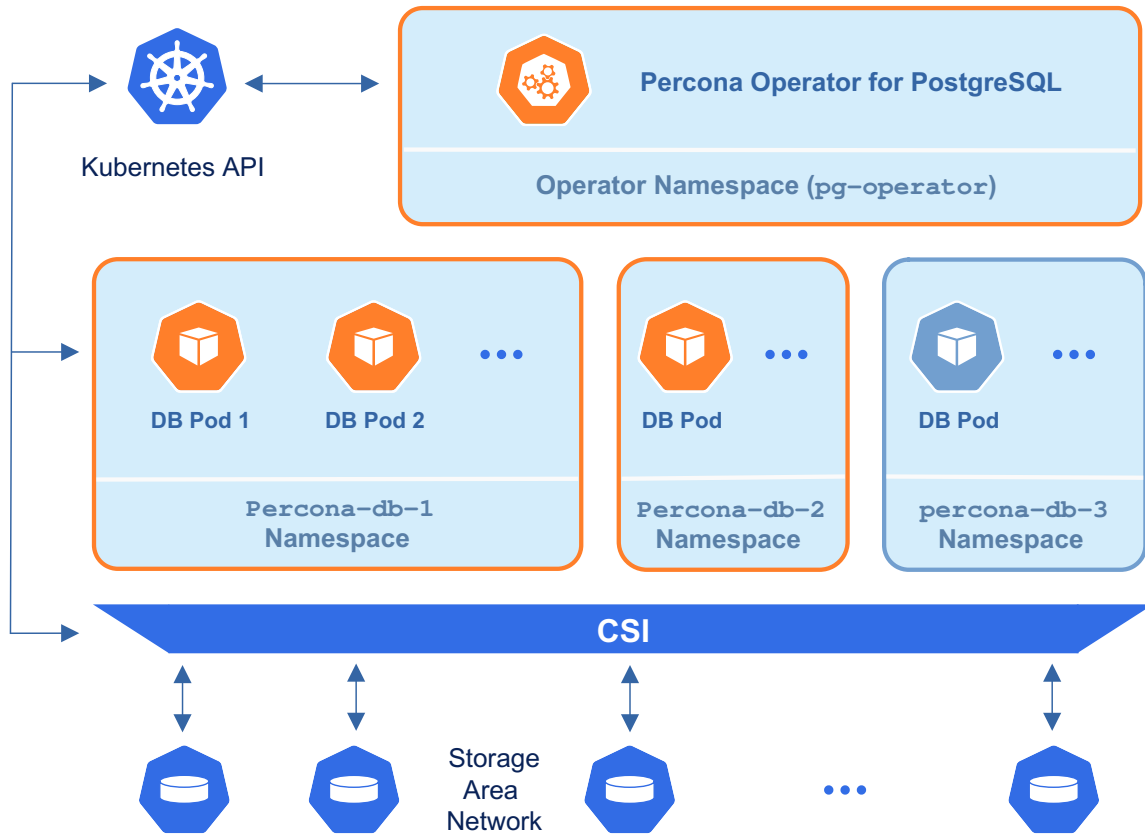 Percona Operator for PostgreSQL
Kubernetes API
Operator Namespace (pg-operator)
DB Pod 1
DB Pod 2
DB Pod
DB Pod
Percona-db-1
Namespace
Percona-db-2
Namespace
percona-db-3
Namespace
CSI
Storage
Area
Network